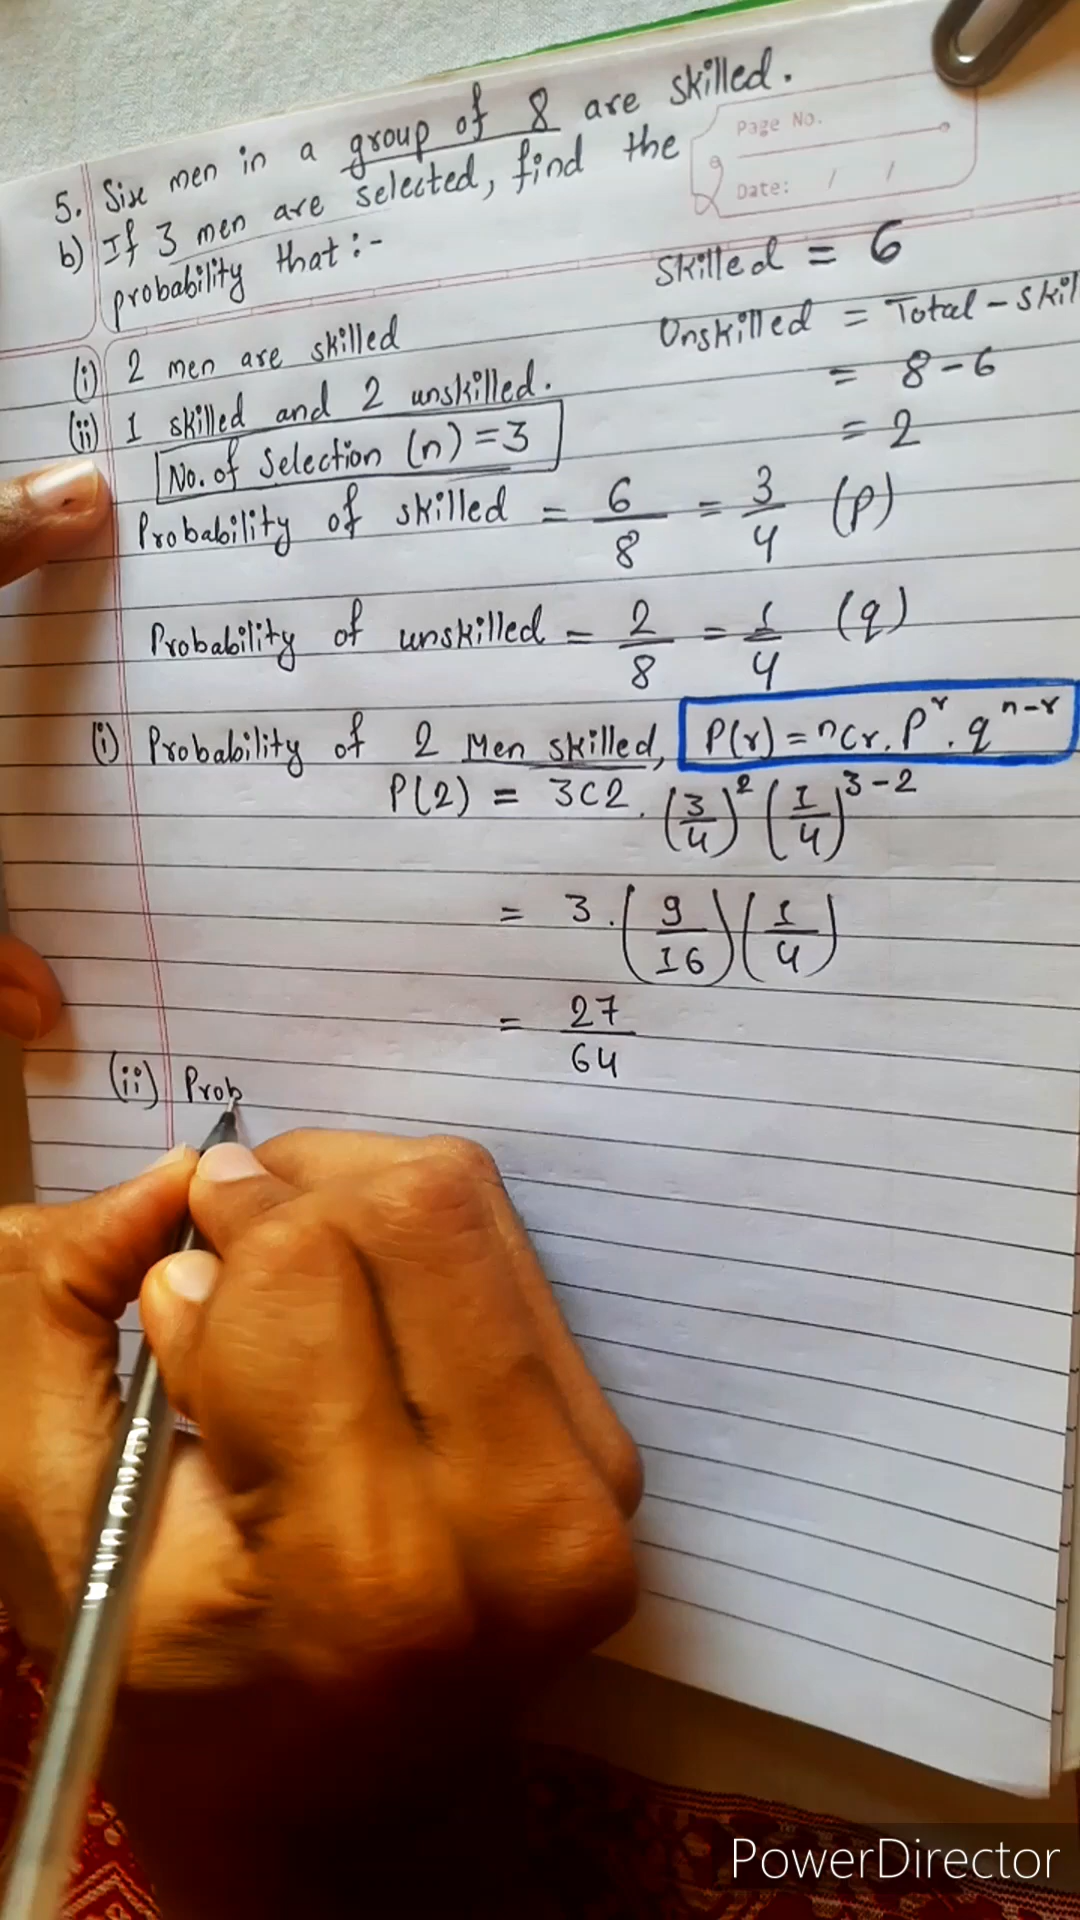 5. Six men in a group of 8 are skilled.
b) If 3 men are selected, find the
probability that :-
Page No.
Date: / /
(i) 2 men are skilled
(ii) 1 skilled and 2 unskilled.
No. of Selection (n) = 3
Skilled = 6
Unskilled = Total - Skil
= 8 - 6
= 2
Probability of skilled = 6/8 = 3/4 (p)
Probability of unskilled = 2/8 = 1/4 (q)
(i) Probability of 2 Men skilled, P(r) = nCr. P^r . q^n-r
P(2) = 3C2. (3/4)^2 (1/4)^3-2
= 3. (9/16) (1/4)
= 27/64
(ii) Prob
PowerDirector